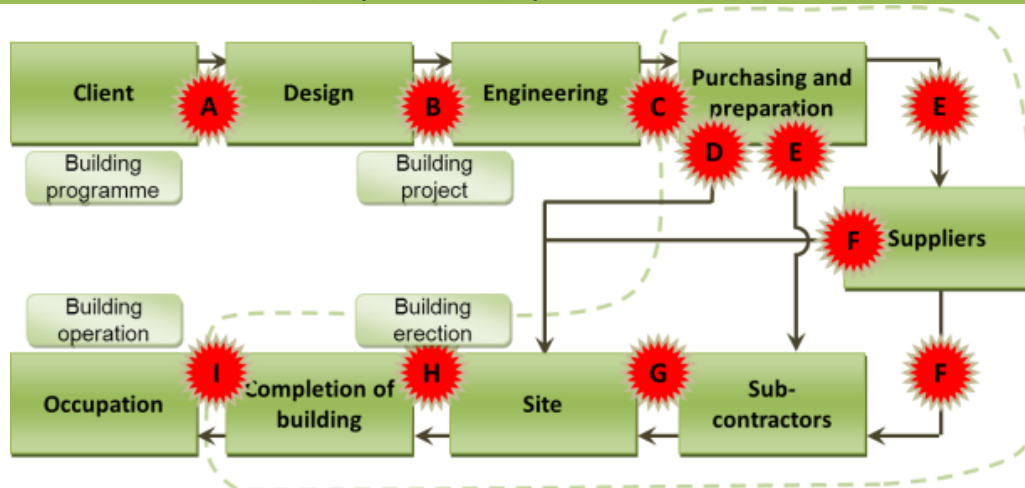 Client
A
Design
B
Engineering
C
Purchasing and
preparation
D
E
E
Building
programme
Building
project
F
Suppliers
Building
operation
Building
erection
Occupation
I
Completion of
building
H
Site
G
Sub-
contractors
F